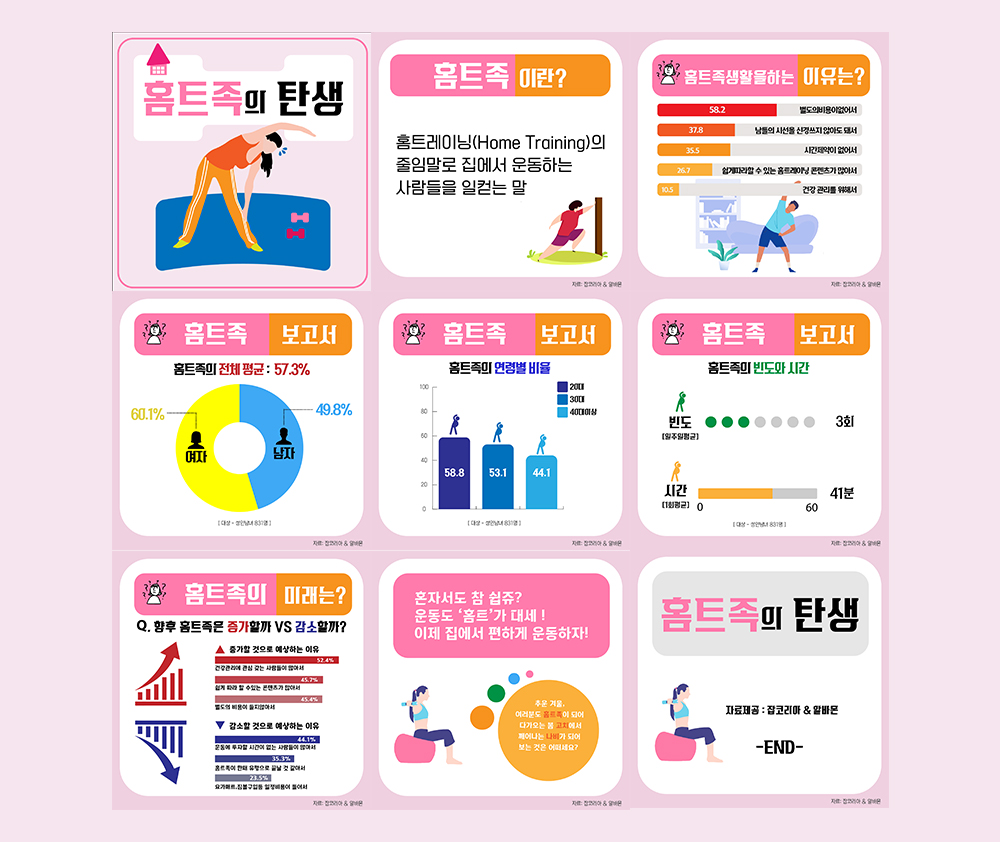 홈트족의 탄생
홈트족 이란?
홈트레이닝(Home Training)의
줄임말로 집에서 운동하는
사람들을 일컫는 말
자료: 잡코리아 & 알바몬
홈트족생활을하는 이유는?
58.2 별도의비용이없어서
37.8 남들의 시선을 신경쓰지 않아도 돼서
35.5 시간제약이 없어서
26.7 쉽게따라할 수 있는 홈트레이닝 콘텐츠가 많아서
10.5 건강 관리를 위해서
자료: 잡코리아 & 알바몬
홈트족 보고서
홈트족의 전체 평균 : 57.3%
60.1%
49.8%
여자
남자
[ 대상 - 성인남녀 831명 ]
자료: 잡코리아 & 알바몬
홈트족 보고서
홈트족의 연령별 비율
100
80
60
40
20
0
20대
30대
40대이상
58.8
53.1
44.1
[ 대상 - 성인남녀 831명 ]
자료: 잡코리아 & 알바몬
홈트족 보고서
홈트족의 빈도와 시간
빈도
[일주일평균]
3회
시간
[1회평균]
0
60
41분
[ 대상 - 성인남녀 831명 ]
자료: 잡코리아 & 알바몬
홈트족의 미래는?
Q. 향후 홈트족은 증가할까 VS 감소할까?
▲ 증가할 것으로 예상하는 이유
52.4%
건강관리에 관심 갖는 사람들이 많아서
45.7%
쉽게 따라 할 수있는 콘텐츠가 많아서
45.4%
별도의 비용이 들지않아서
▼ 감소할 것으로 예상하는 이유
44.1%
운동에 투자할 시간이 없는 사람들이 많아서
35.3%
홈트족이 한때 유행으로 끝날 것 같아서
23.5%
요가매트,짐볼구입등 일정비용이 들어서
자료: 잡코리아 & 알바몬
혼자서도 참 쉽쥬?
운동도 ‘홈트’가 대세 !
이제 집에서 편하게 운동하자!
추운 겨울,
여러분도 홈트족이 되어
다가오는 봄 고치에서
깨어나는 나비가 되어
보는 것은 어떠세요?
자료: 잡코리아 & 알바몬
홈트족의 탄생
자료제공 : 잡코리아 & 알바몬
-END-
자료: 잡코리아 & 알바몬